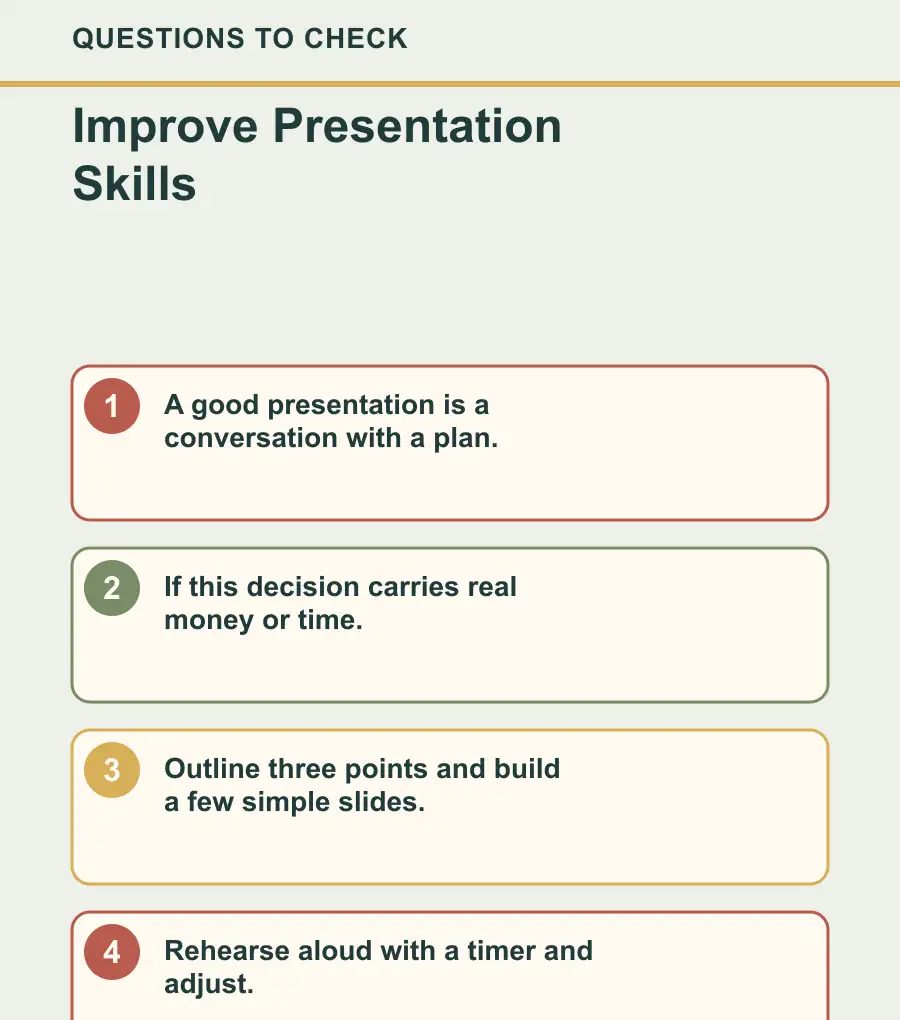 QUESTIONS TO CHECK
Improve Presentation
Skills
1
A good presentation is a
conversation with a plan.
2
If this decision carries real
money or time.
3
Outline three points and build
a few simple slides.
4
Rehearse aloud with a timer and
adjust.